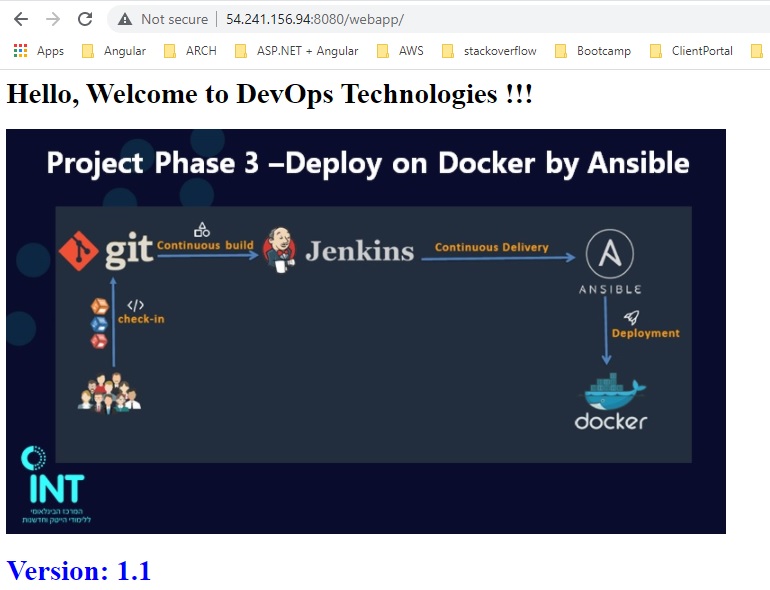 Not secure | 54.241.156.94:8080/webapp/
Apps Angular ARCH ASP.NET + Angular AWS stackoverflow Bootcamp ClientPortal
Hello, Welcome to DevOps Technologies !!!
Project Phase 3 –Deploy on Docker by Ansible
git Continuous build Jenkins Continuous Delivery
ANSIBLE
</>
check-in
Deployment
docker
INT
המרכז הבינלאומי
ללימודי הייטק וחדשנות
Version: 1.1